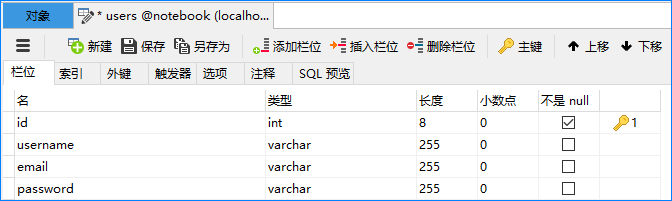 对象 * users @notebook (localho...
新建 保存 另存为 添加栏位 插入栏位 删除栏位 主键 上移 下移
栏位 索引 外键 触发器 选项 注释 SQL 预览
名 类型 长度 小数点 不是 null
id int 8 0 1
username varchar 255 0
email varchar 255 0
password varchar 255 0